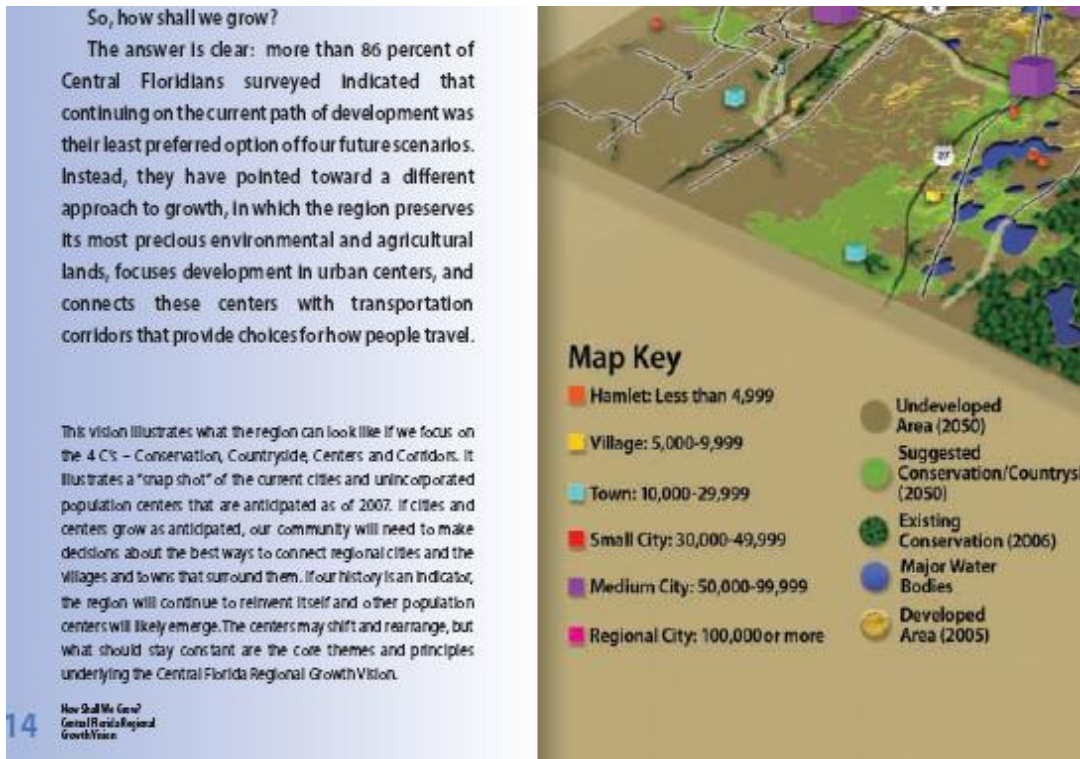 So, how shall we grow?
The answer is clear: more than 86 percent of
Central Floridians surveyed indicated that
continuing on the current path of development was
their least preferred option of four future scenarios.
Instead, they have pointed toward a different
approach to growth, in which the region preserves
its most precious environmental and agricultural
lands, focuses development in urban centers, and
connects these centers with transportation
corridors that provide choices for how people travel.
This vision illustrates what the region can look like if we focus on
the 4 C's – Conservation, Countryside, Centers and Corridors. It
illustrates a "snap shot" of the current cities and unincorporated
population centers that are anticipated as of 2007. If cities and
centers grow as anticipated, our community will need to make
decisions about the best ways to connect regional cities and the
villages and towns that surround them. If our history is an indicator,
the region will continue to reinvent itself and other population
centers will likely emerge. The centers may shift and rearrange, but
what should stay constant are the core themes and principles
underlying the Central Florida Regional Growth Vision.
14
How Shall We Grow?
Central Florida Regional
Growth Vision
27
Map Key
Hamlet: Less than 4,999
Village: 5,000-9,999
Town: 10,000-29,999
Small City: 30,000-49,999
Medium City: 50,000-99,999
Regional City: 100,000 or more
Undeveloped
Area (2050)
Suggested
Conservation/Countrysi
(2050)
Existing
Conservation (2006)
Major Water
Bodies
Developed
Area (2005)